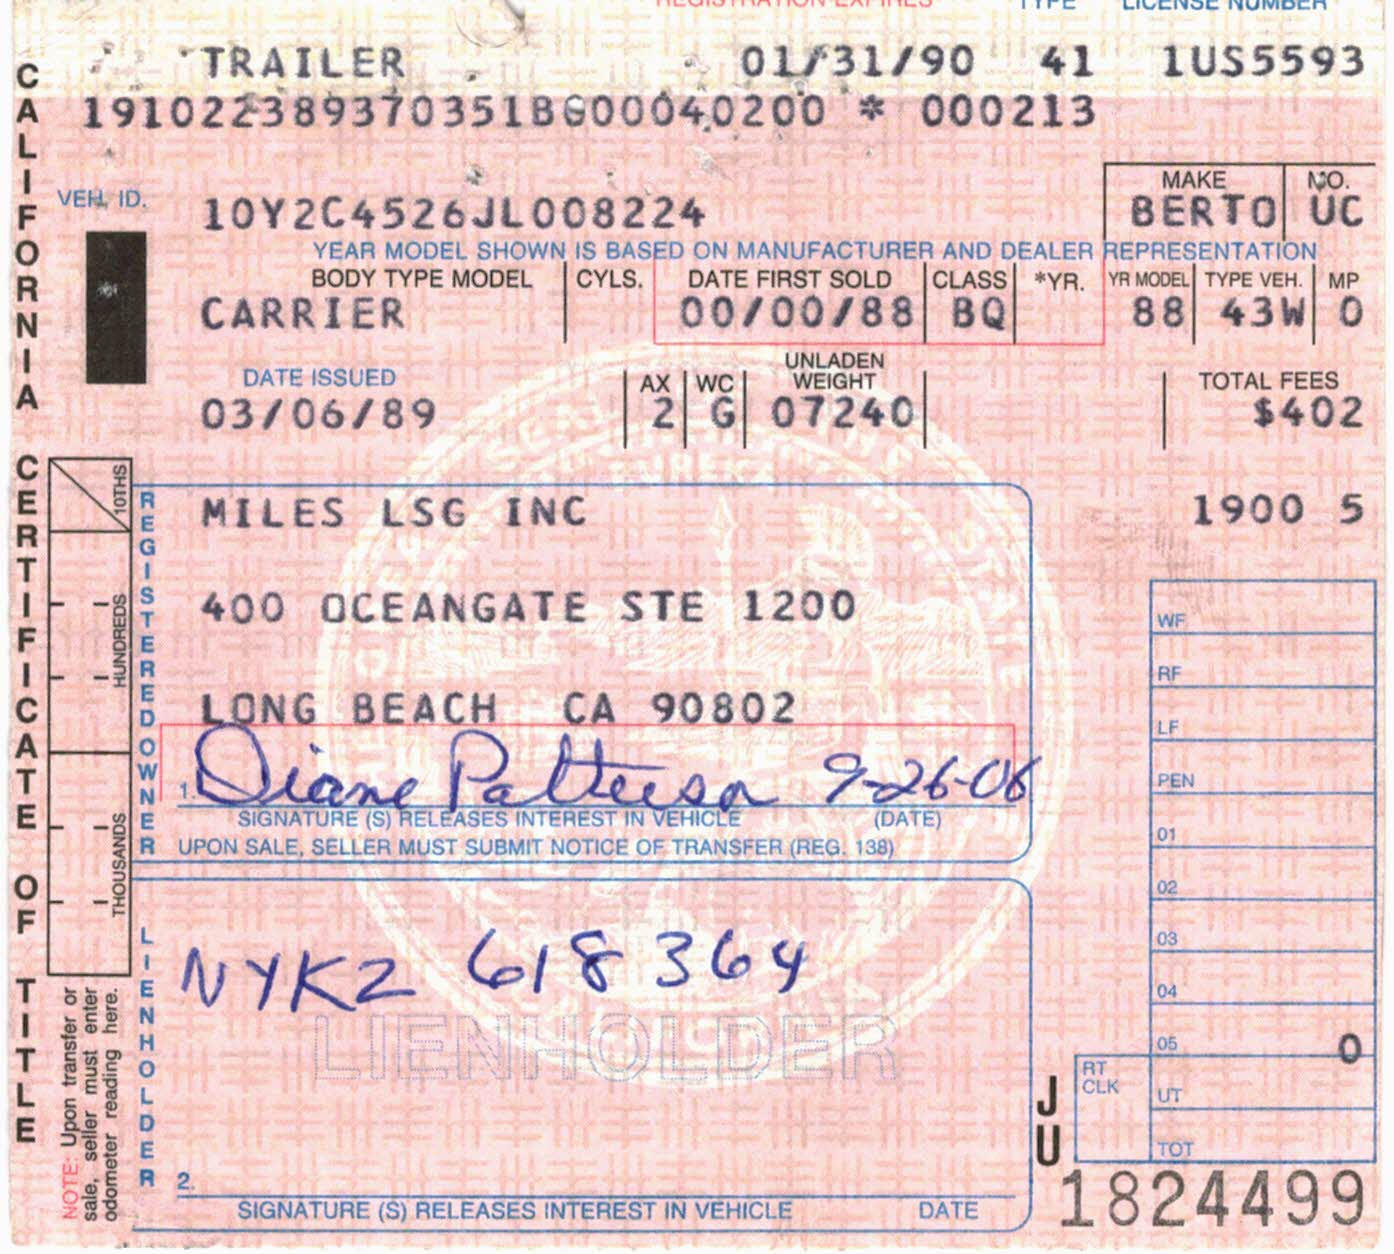 REGISTRATION EXPIRES TYPE LICENSE NUMBER
TRAILER 01/31/90 41 1US5593
1910223893703518G00040200 * 000213
VEH. ID. 10Y2C4526JL008224
MAKE NO.
BERTO UC
YEAR MODEL SHOWN IS BASED ON MANUFACTURER AND DEALER REPRESENTATION
BODY TYPE MODEL CYLS. DATE FIRST SOLD CLASS *YR. YR MODEL TYPE VEH. MP
CARRIER 00/00/88 BQ 88 43W 0
DATE ISSUED AX WC UNLADEN WEIGHT TOTAL FEES
03/06/89 2 G 07240 $402
CALIFORNIA CERTIFICATE OF TITLE
10THS
HUNDREDS
THOUSANDS
NOTE: Upon transfer or
sale, seller must enter
odometer reading here.
REGISTERED OWNER
MILES LSG INC
1900 5
400 OCEANGATE STE 1200
LONG BEACH CA 90802
1. Diane Patterson 9-26-06
SIGNATURE (S) RELEASES INTEREST IN VEHICLE (DATE)
UPON SALE, SELLER MUST SUBMIT NOTICE OF TRANSFER (REG. 138)
LIENHOLDER
NYKZ 618364
LIENHOLDER
2.
SIGNATURE (S) RELEASES INTEREST IN VEHICLE DATE
WF
RF
LF
PEN
01
02
03
04
05 0
RT CLK
UT
TOT
JU
1824499